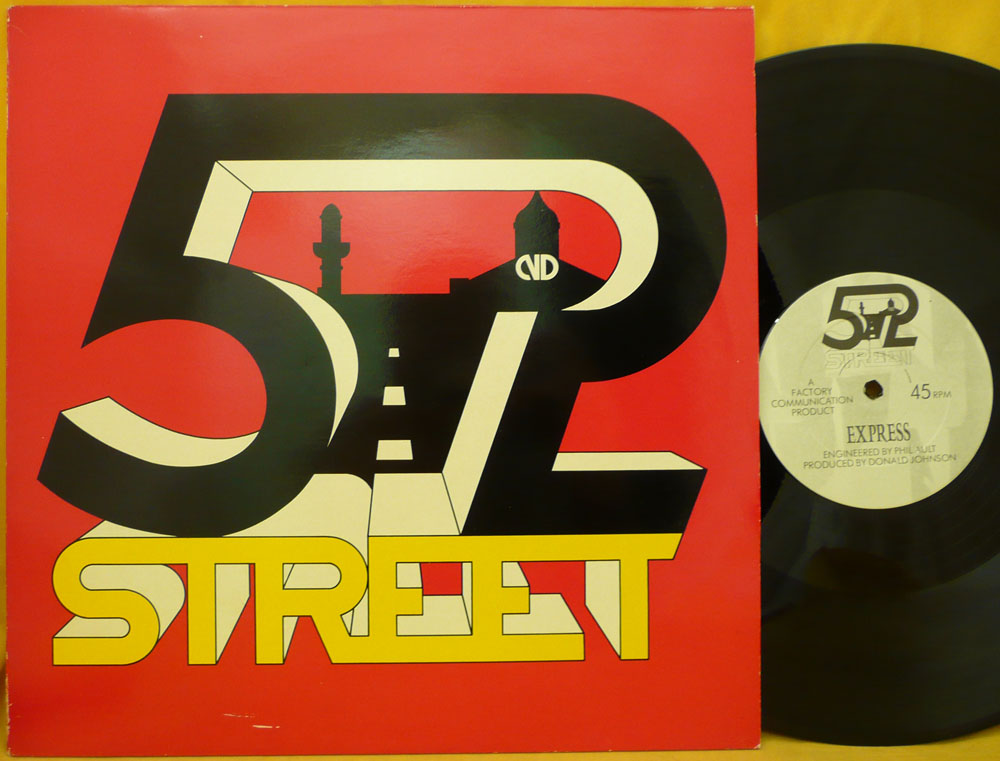 52
STREET
ND
52
STREET
A
FACTORY
COMMUNICATION
PRODUCT
45 RPM
EXPRESS
ENGINEERED BY PHIL AULT
PRODUCED BY DONALD JOHNSON